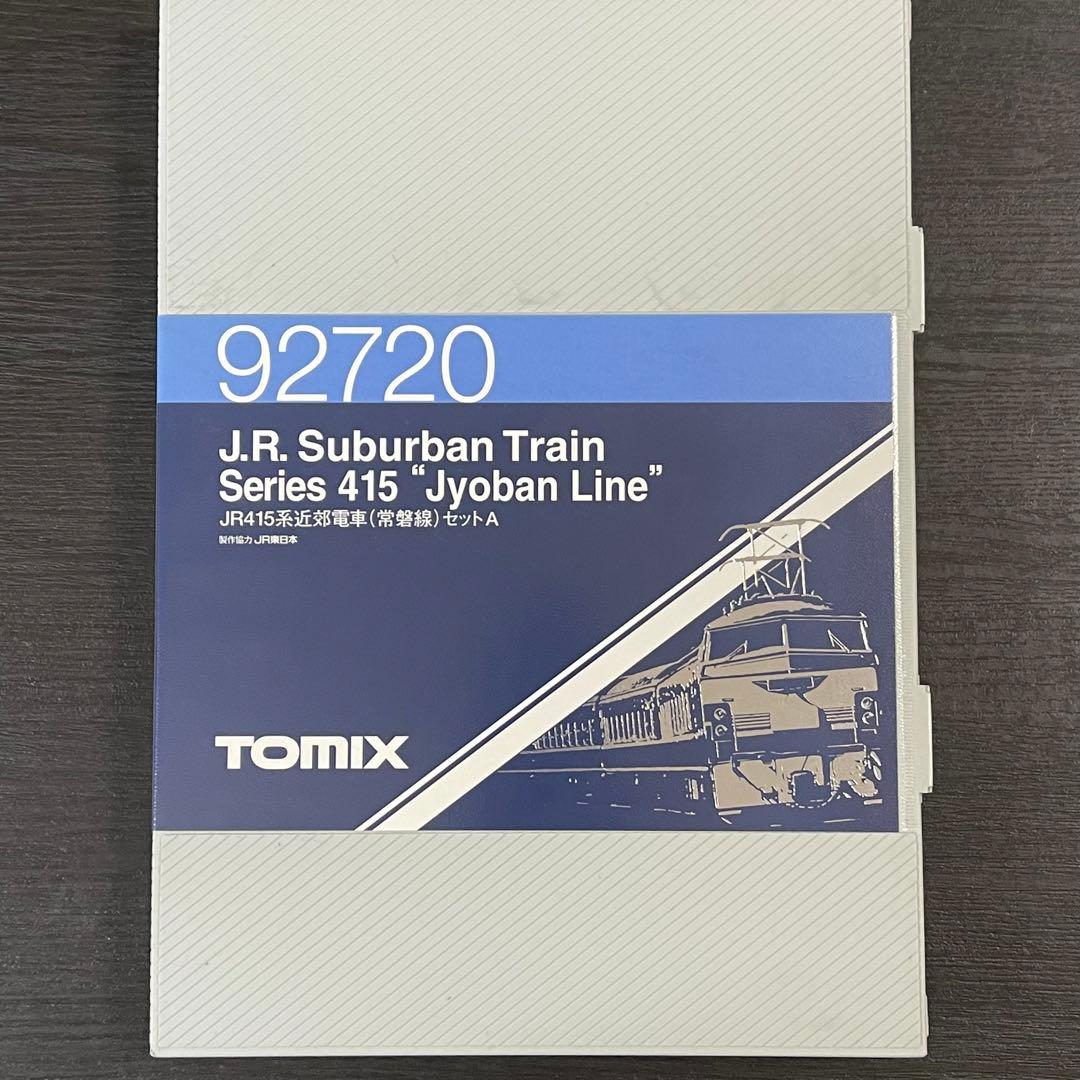 92720
J.R. Suburban Train
Series 415 “Jyoban Line”
JR415系近郊電車(常磐線)セットA
製作協力 JR東日本
TOMIX